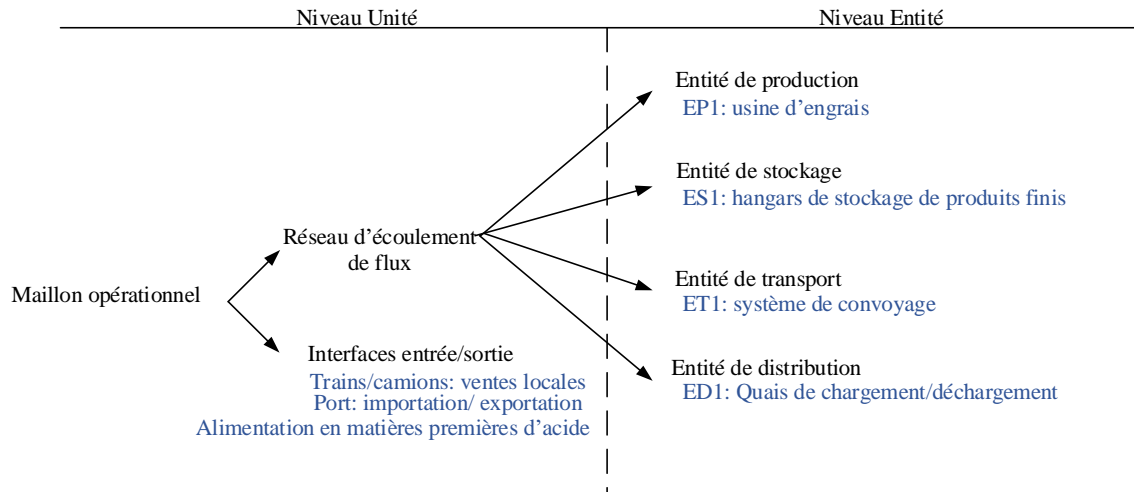 Niveau Unité
Niveau Entité
Entité de production
EP1: usine d’engrais
Entité de stockage
ES1: hangars de stockage de produits finis
Réseau d’écoulement
de flux
Entité de transport
ET1: système de convoyage
Maillon opérationnel
Interfaces entrée/sortie
Trains/camions: ventes locales
Port: importation/ exportation
Alimentation en matières premières d’acide
Entité de distribution
ED1: Quais de chargement/déchargement